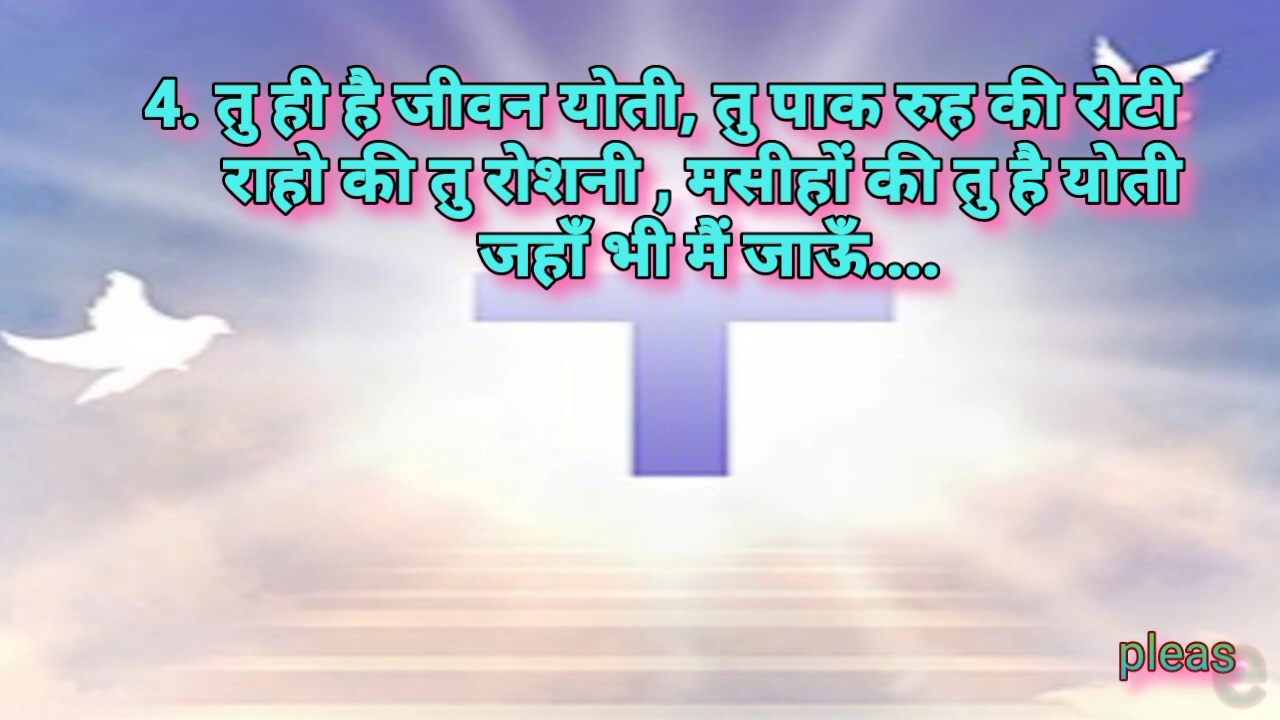 4. तु ही है जीवन योती, तु पाक रुह की रोटी
राहो की तु रोशनी , मसीहों की तु है योती
जहाँ भी मैं जाऊँ....
pleas e